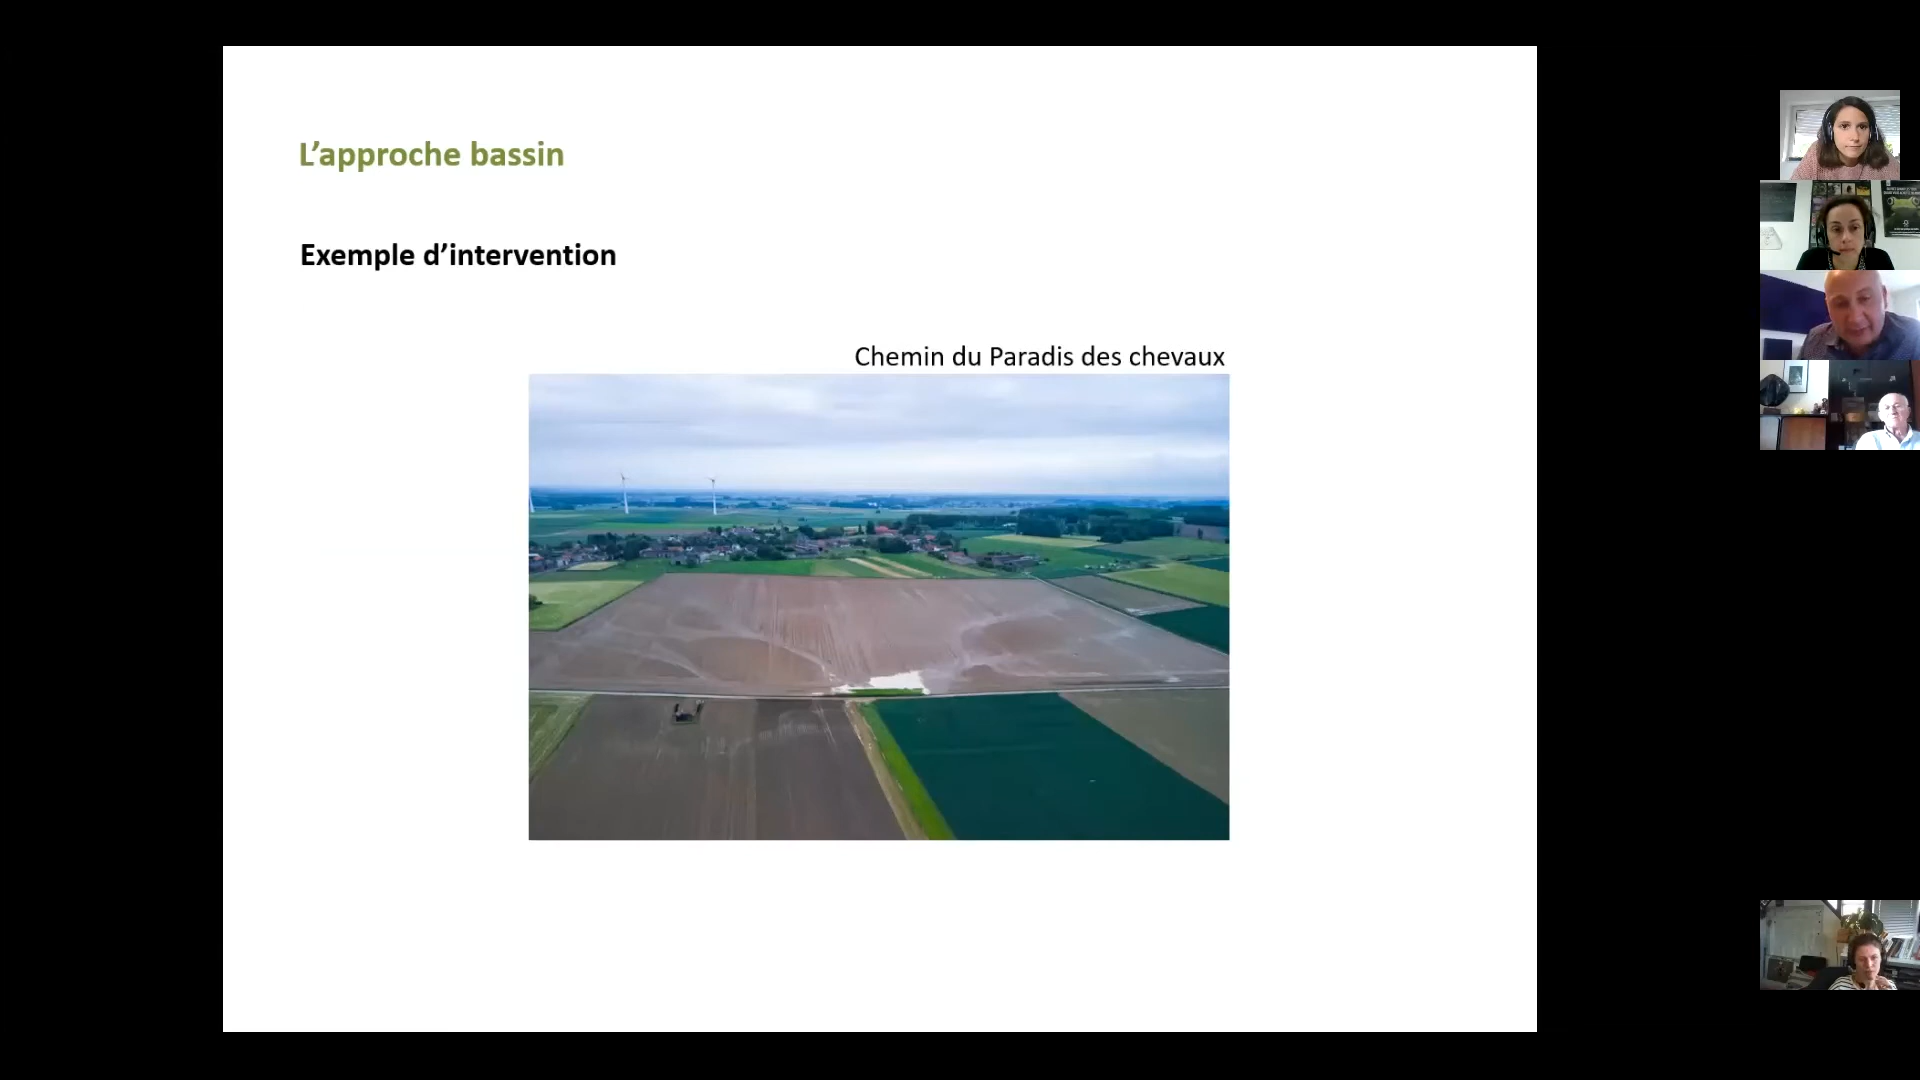 L’approche bassin
Exemple d’intervention
Chemin du Paradis des chevaux